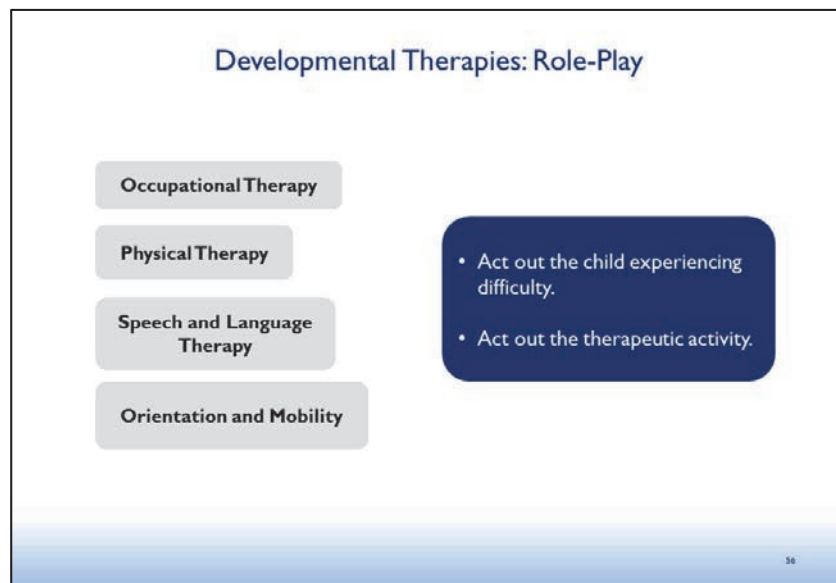 Developmental Therapies: Role-Play
Occupational Therapy
Physical Therapy
Speech and Language
Therapy
Orientation and Mobility
• Act out the child experiencing
difficulty.
• Act out the therapeutic activity.
56